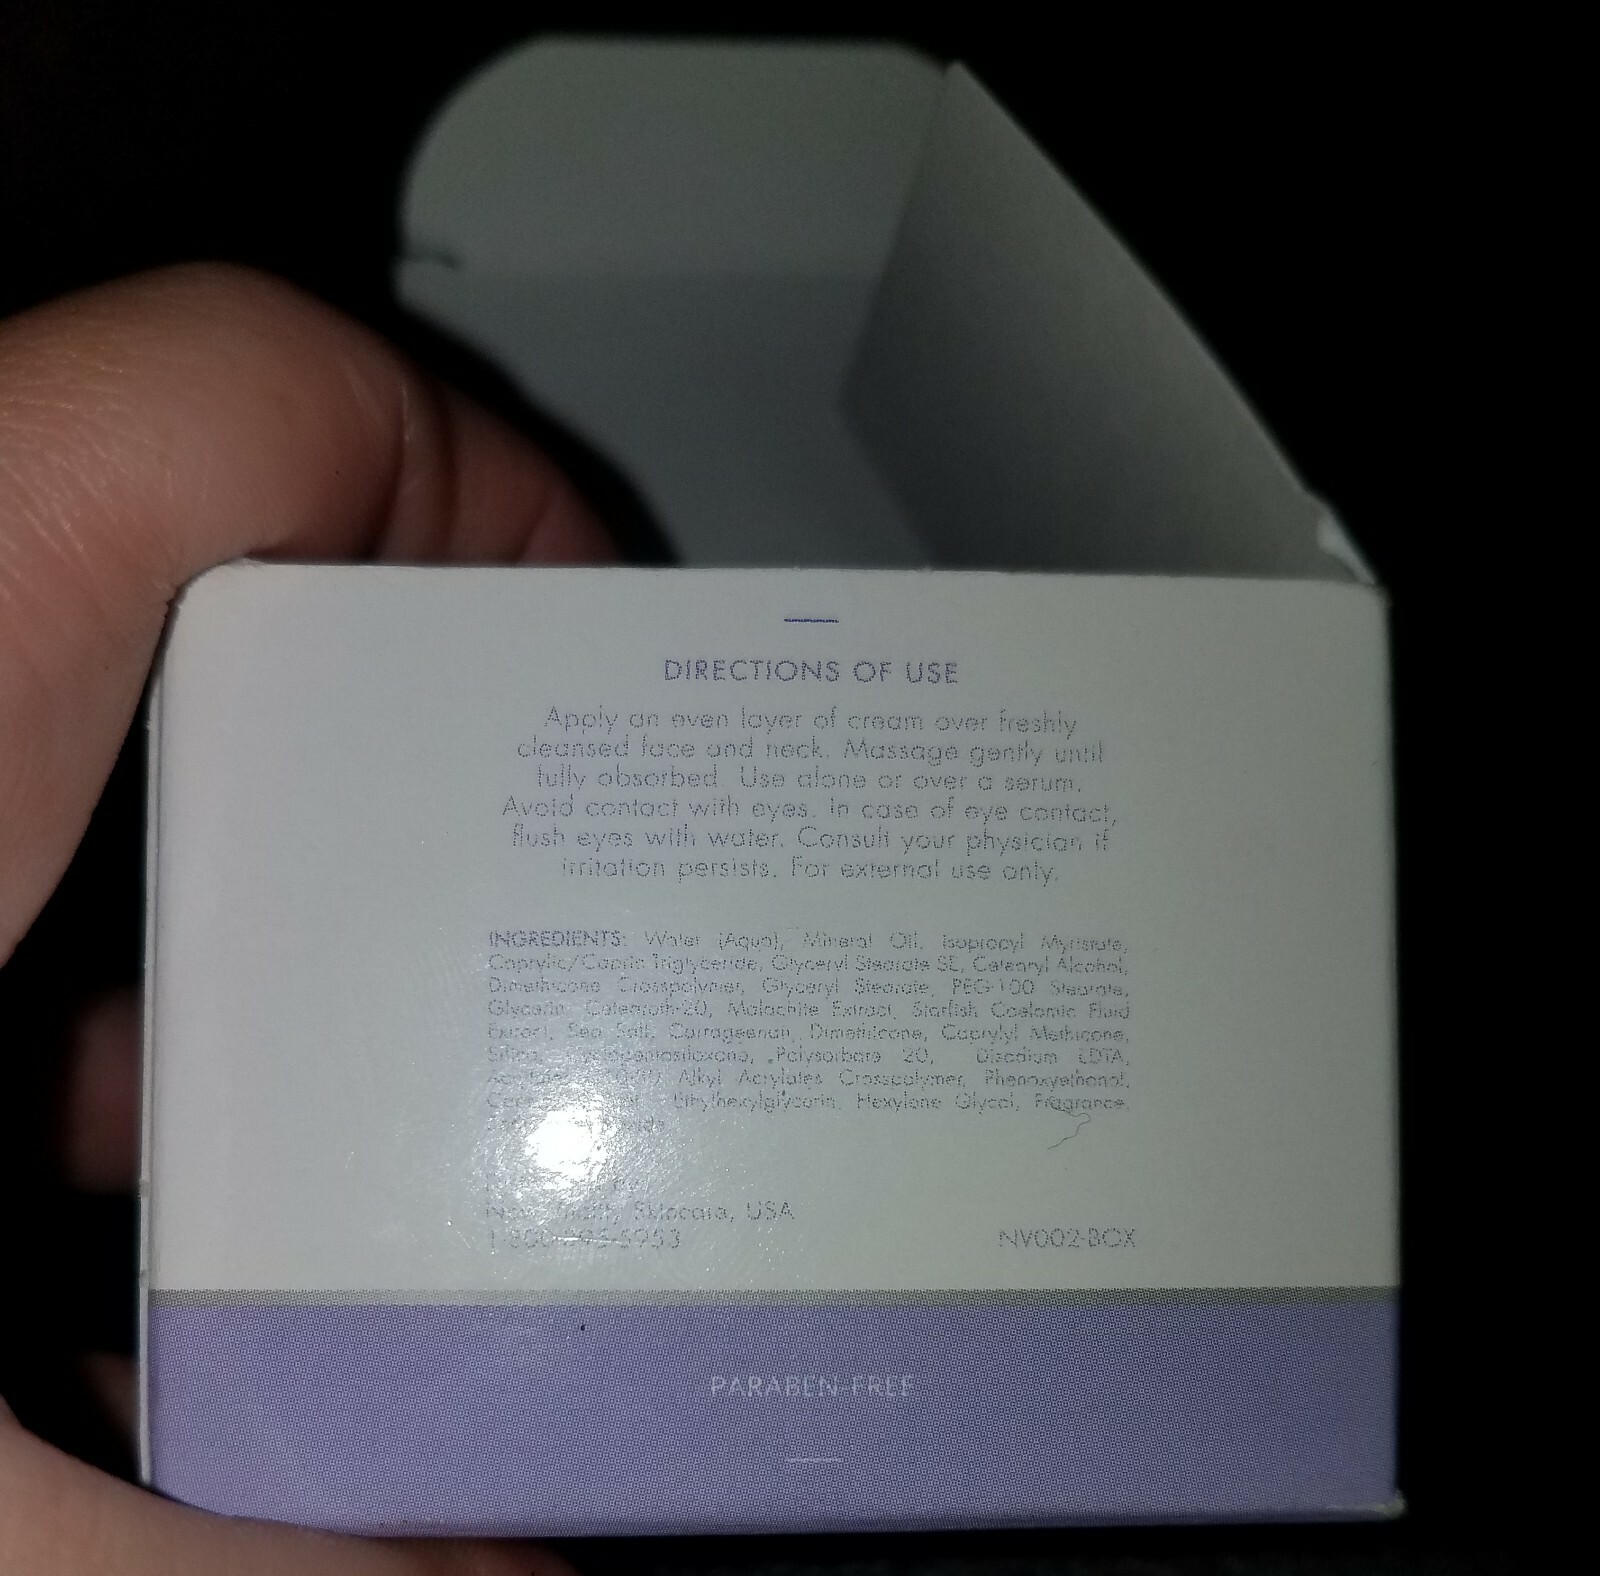 DIRECTIONS OF USE
Apply an even layer of cream over freshly
cleansed face and neck. Massage gently until
fully absorbed. Use alone or over a serum.
Avoid contact with eyes. In case of eye contact,
flush eyes with water. Consult your physician if
irritation persists. For external use only.
INGREDIENTS: Water (Aqua), Mineral Oil, Isopropyl Myristate,
Caprylic/Capric Triglyceride, Glyceryl Stearate SE, Cetearyl Alcohol,
Dimethicone Crosspolymer, Glyceryl Stearate, PEG-100 Stearate,
Glycerin, Ceteareth-20, Malachite Extract, Starfish Coelomic Fluid
Extract, Sea Salt, Carrageenan, Dimethicone, Caprylyl Methicone,
Silica, Cyclopentasiloxane, Polysorbate 20, Disodium EDTA,
Alkyl Acrylates Crosspolymer, Phenoxyethanol,
Ethylhexylglycerin, Hexylene Glycol, Fragrance,
Skincare, USA
NV002-BOX
PARABEN-FREE